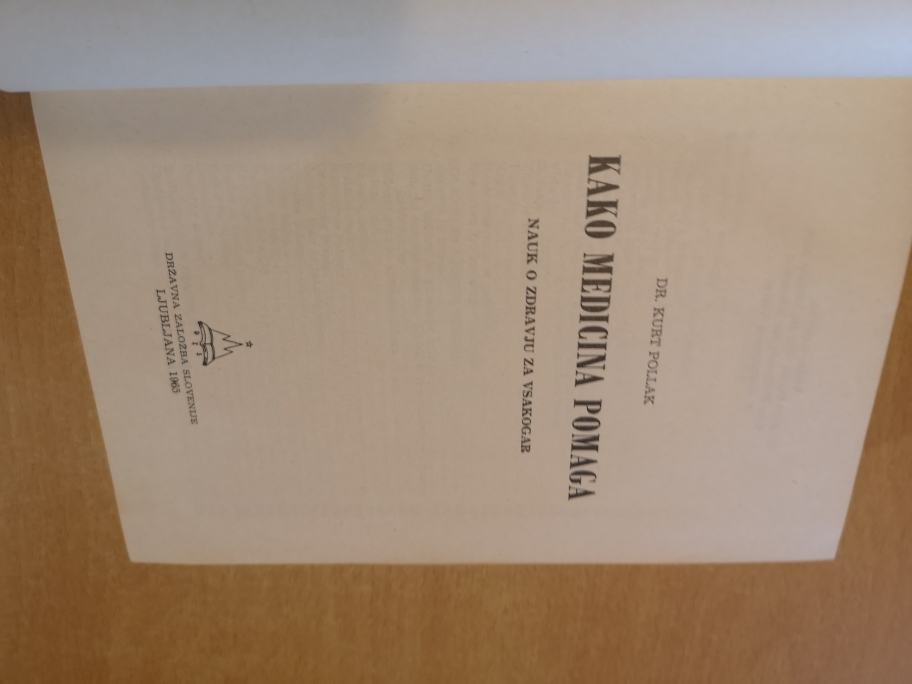 DR. KURT POLLAK
KAKO MEDICINA POMAGA
NAUK O ZDRAVJU ZA VSAKOGAR
DRŽAVNA ZALOŽBA SLOVENIJE
LJUBLJANA 1965